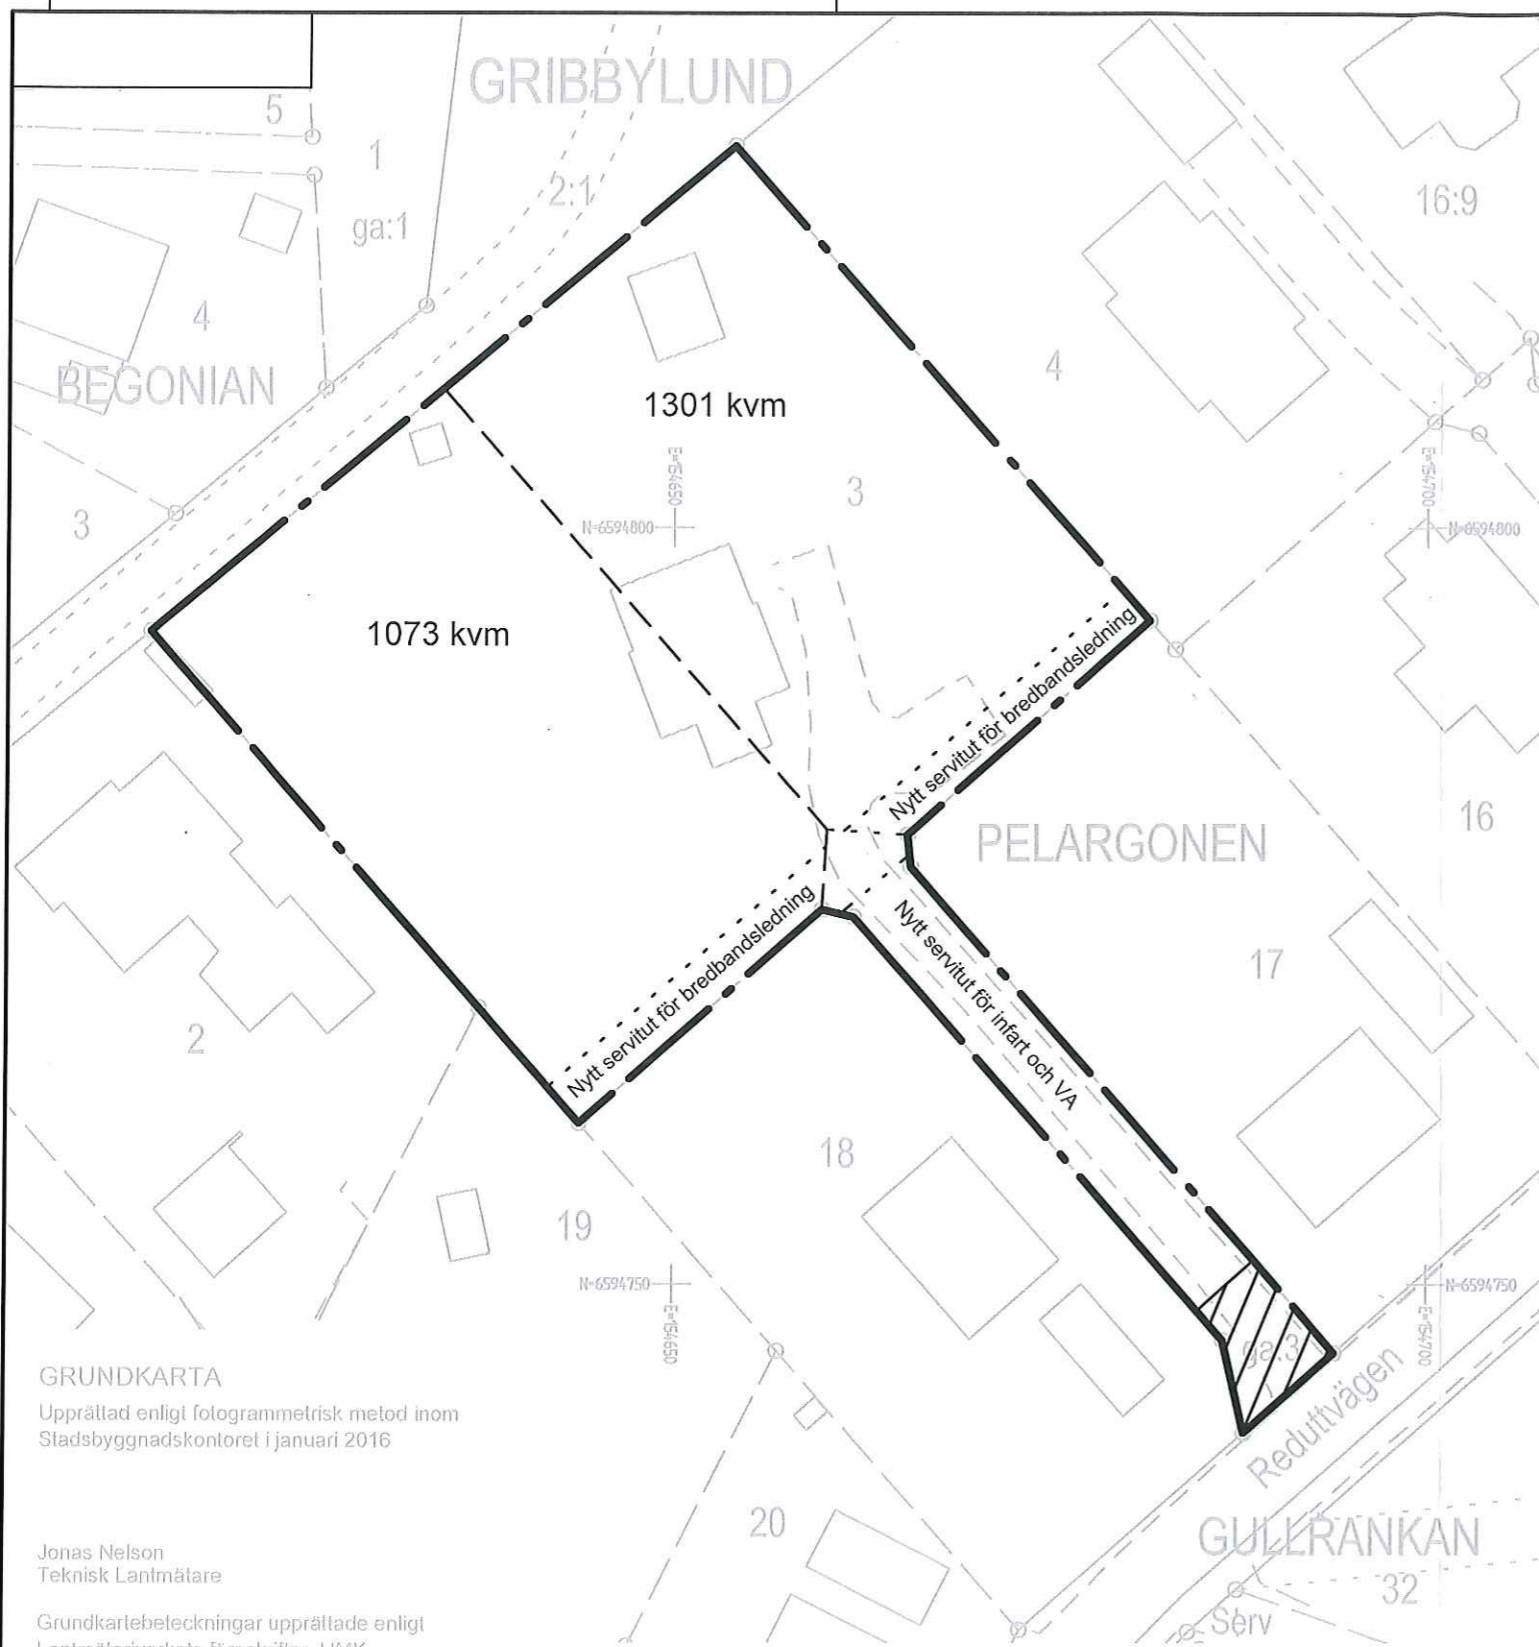 GRIBBYLUND
5
1
ga:1
2:1
16:9
4
BEGONIAN
4
1301 kvm
3
E=154650
N=6594800
3
E=154700
N=6594800
1073 kvm
Nytt servitut för bredbandsledning
PELARGONEN
16
Nytt servitut för bredbandsledning
Nytt servitut för infart och VA
17
2
18
19
N=6594750
E=154650
N=6594750
E=154700
ga:3
Reduttvägen
GRUNDKARTA
Upprättad enligt fotogrammetrisk metod inom
Stadsbyggnadskontoret i januari 2016
20
GULLRANKAN
32
Serv
Jonas Nelson
Teknisk Lantmätare
Grundkartebeteckningar upprättade enligt